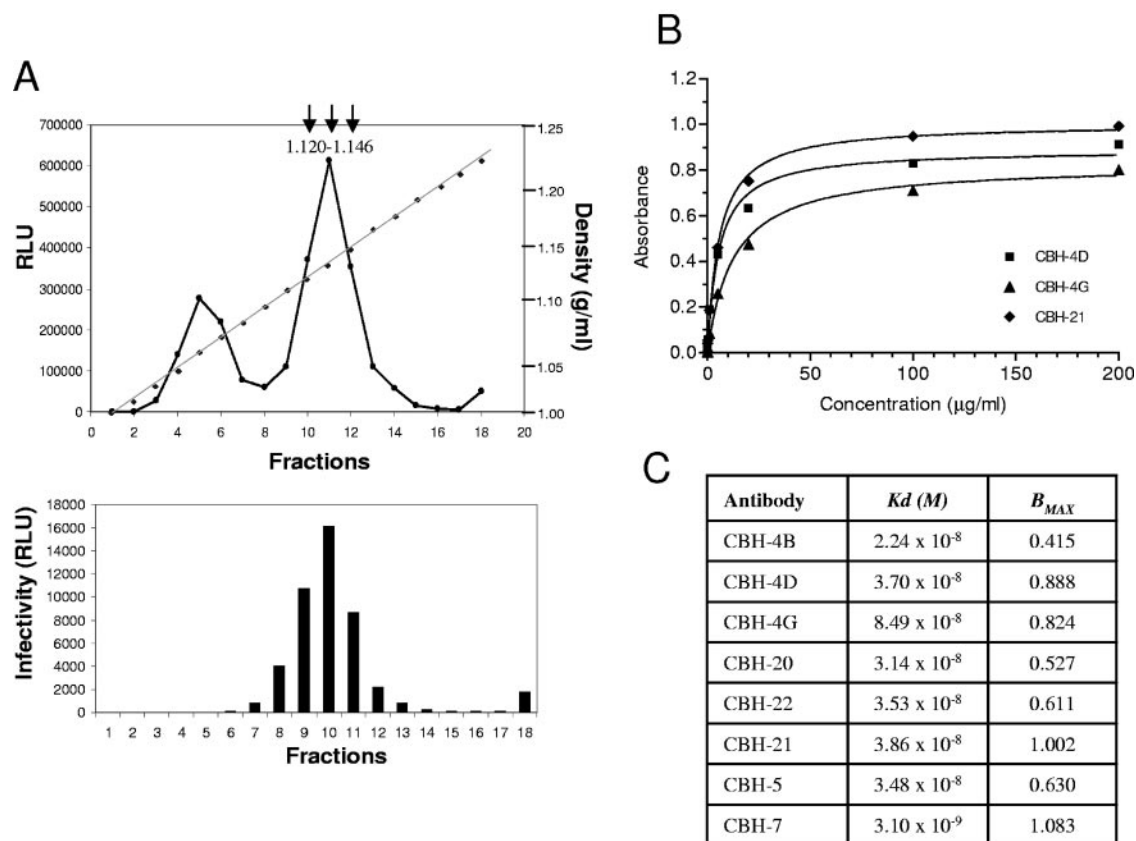 A
700000
600000
500000
400000
300000
200000
100000
0
RLU
1.120-1.146
1.25
1.20
1.15
1.10
1.05
1.00
Density (g/ml)
0 2 4 6 8 10 12 14 16 18 20
Fractions
18000
16000
14000
12000
10000
8000
6000
4000
2000
0
Infectivity (RLU)
1 2 3 4 5 6 7 8 9 10 11 12 13 14 15 16 17 18
Fractions
B
1.2
1.0
0.8
0.6
0.4
0.2
0.0
Absorbance
CBH-4D
CBH-4G
CBH-21
0 50 100 150 200
Concentration (μg/ml)
C
Antibody Kd (M) BMAX
CBH-4B 2.24 x 10-8 0.415
CBH-4D 3.70 x 10-8 0.888
CBH-4G 8.49 x 10-8 0.824
CBH-20 3.14 x 10-8 0.527
CBH-22 3.53 x 10-8 0.611
CBH-21 3.86 x 10-8 1.002
CBH-5 3.48 x 10-8 0.630
CBH-7 3.10 x 10-9 1.083